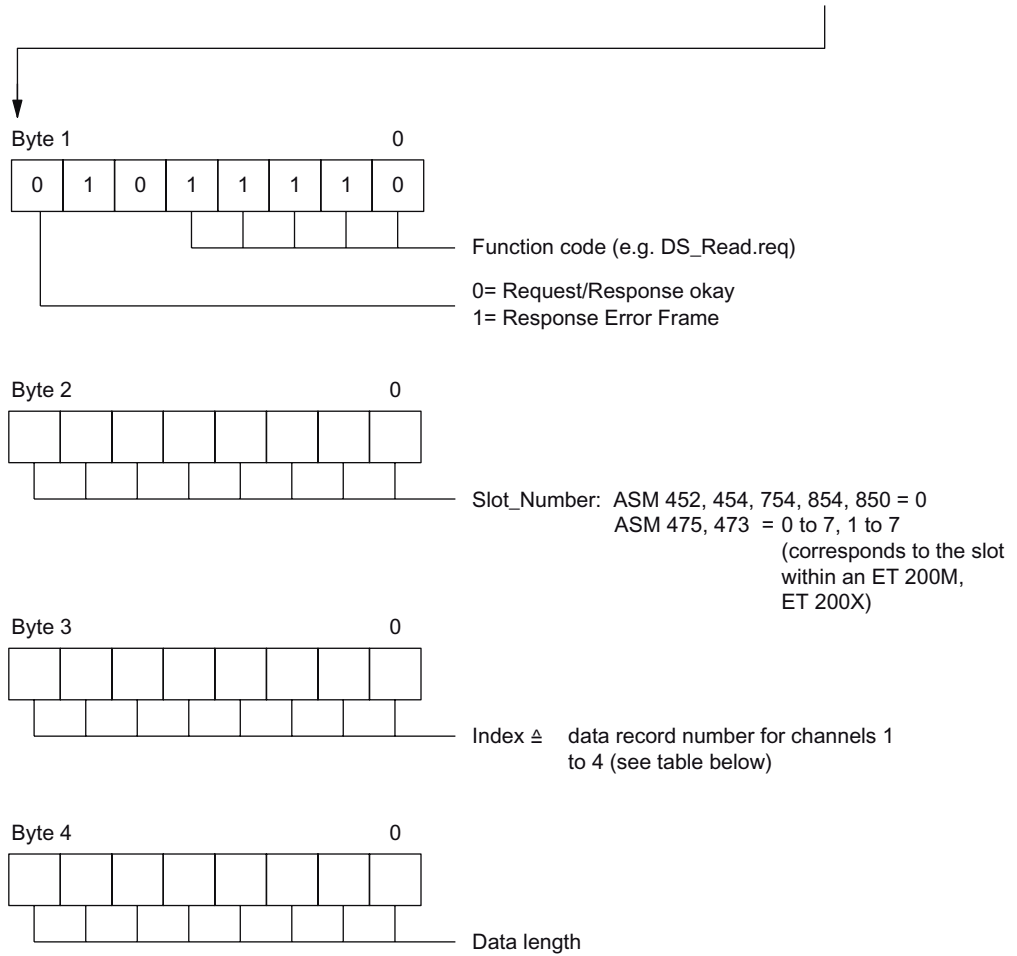 Byte 1 0
0 1 0 1 1 1 1 0
Function code (e.g. DS_Read.req)
0= Request/Response okay
1= Response Error Frame
Byte 2 0
Slot_Number: ASM 452, 454, 754, 854, 850 = 0
ASM 475, 473 = 0 to 7, 1 to 7
(corresponds to the slot
within an ET 200M,
ET 200X)
Byte 3 0
Index ≙ data record number for channels 1
to 4 (see table below)
Byte 4 0
Data length